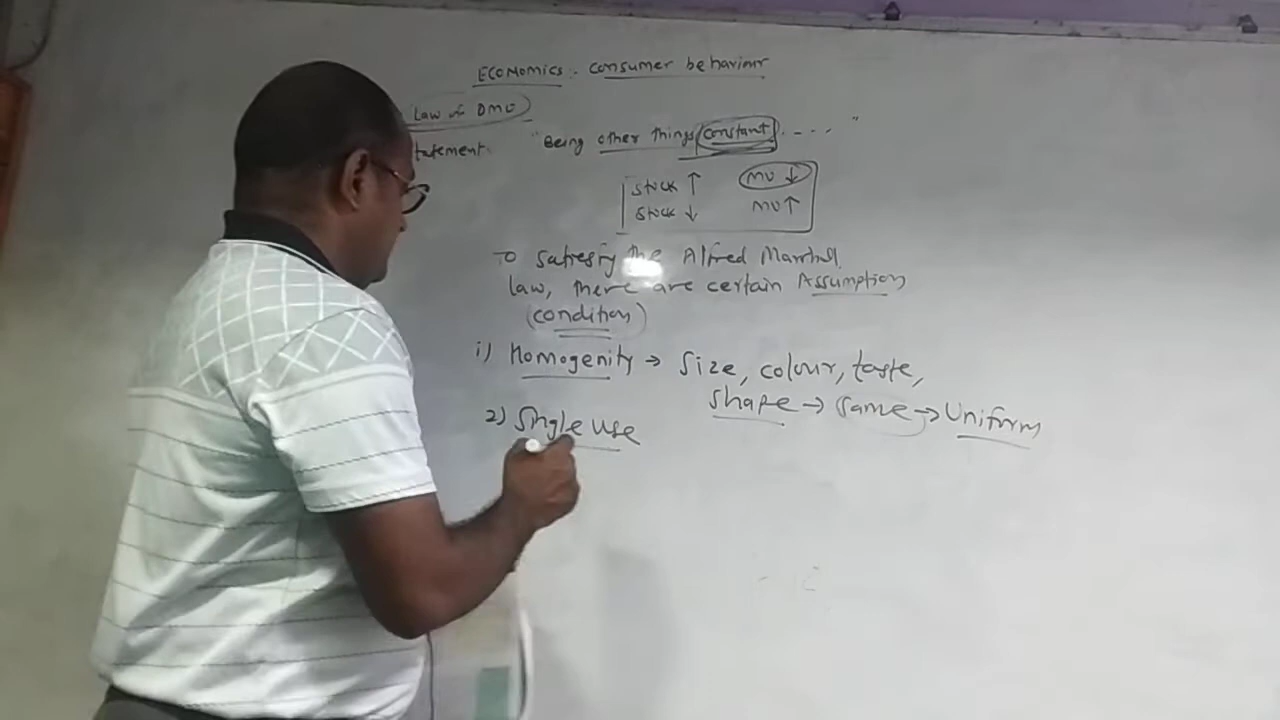 ECONOMICS :- Consumer behaviour
Law of DMU
tatement. "Being other things constant. - - - - "
Stock ↑ MU ↓
Stock ↓ MU ↑
To satisfy the Alfred Marshall
law, there are certain Assumption
(condition)
i) Homogenity → Size, colour, taste,
shape → same → Uniform
2) Single use